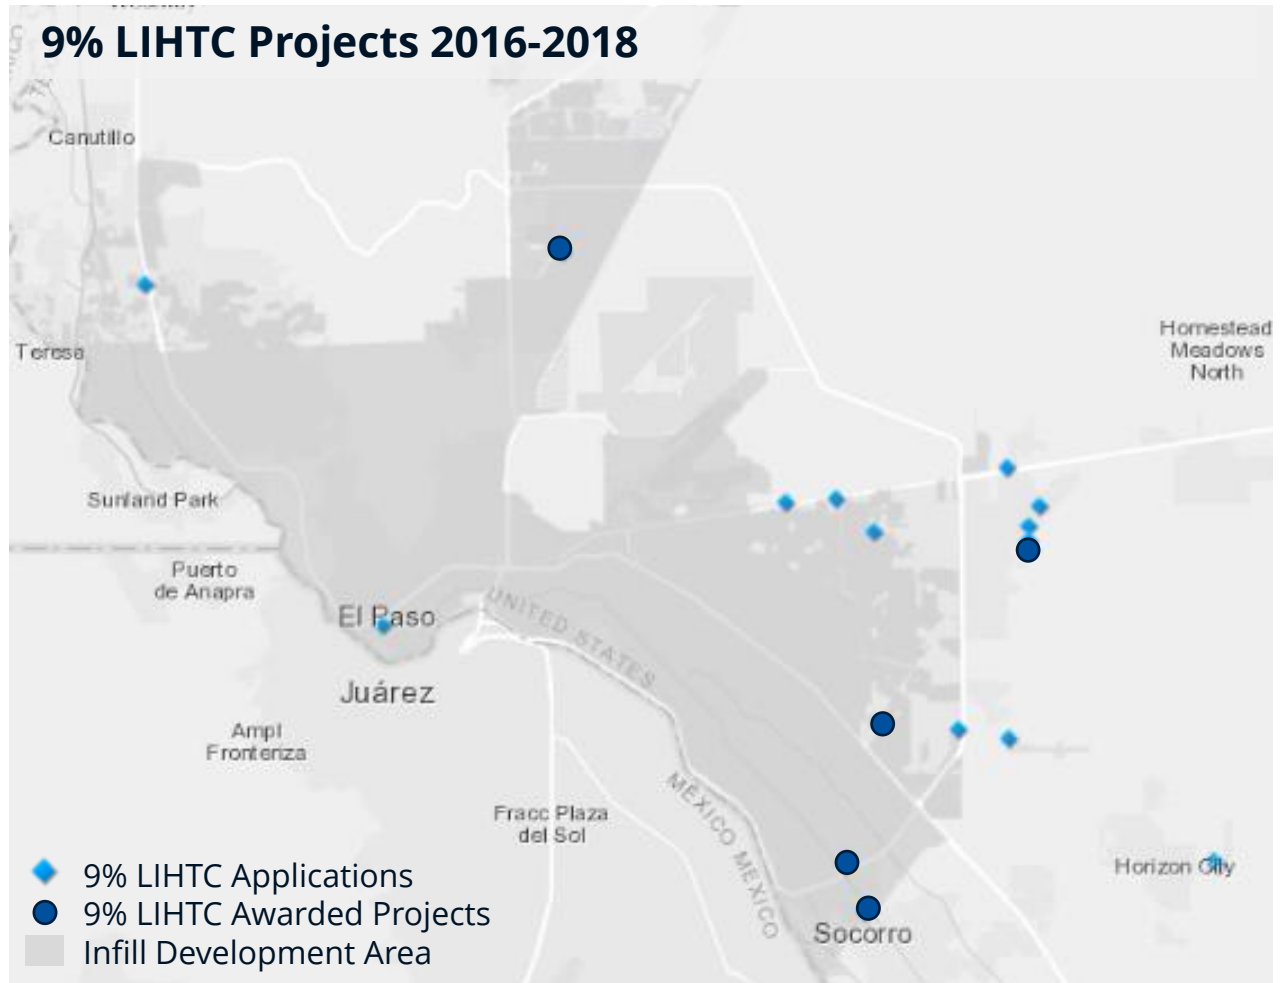 9% LIHTC Projects 2016-2018
Canutillo
Homestead
Meadows
North
Teresa
Sunland Park
Puerto
de Anapra
El Paso
UNITED STATES
Juárez
Ampl
Fronteriza
MÉXICO MÉXICO
Fracc Plaza
del Sol
Horizon City
Socorro
9% LIHTC Applications
9% LIHTC Awarded Projects
Infill Development Area